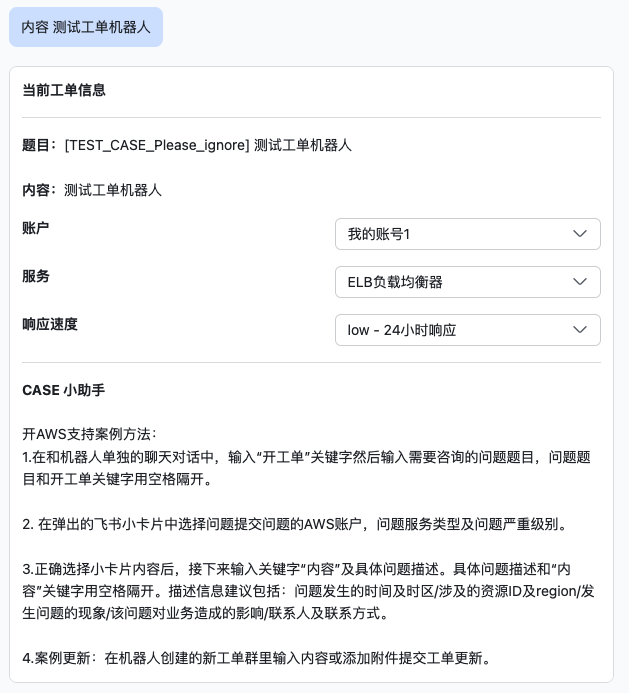 内容 测试工单机器人
当前工单信息
题目：[TEST_CASE_Please_ignore] 测试工单机器人
内容：测试工单机器人
账户
我的账号1
服务
ELB负载均衡器
响应速度
low - 24小时响应
CASE 小助手
开AWS支持案例方法：
1.在和机器人单独的聊天对话中，输入“开工单”关键字然后输入需要咨询的问题题目，问题题
目和开工单关键字用空格隔开。
2. 在弹出的飞书小卡片中选择问题提交问题的AWS账户，问题服务类型及问题严重级别。
3.正确选择小卡片内容后，接下来输入关键字“内容”及具体问题描述。具体问题描述和“内
容”关键字用空格隔开。描述信息建议包括：问题发生的时间及时区/涉及的资源ID及region/发
生问题的现象/该问题对业务造成的影响/联系人及联系方式。
4.案例更新：在机器人创建的新工单群里输入内容或添加附件提交工单更新。